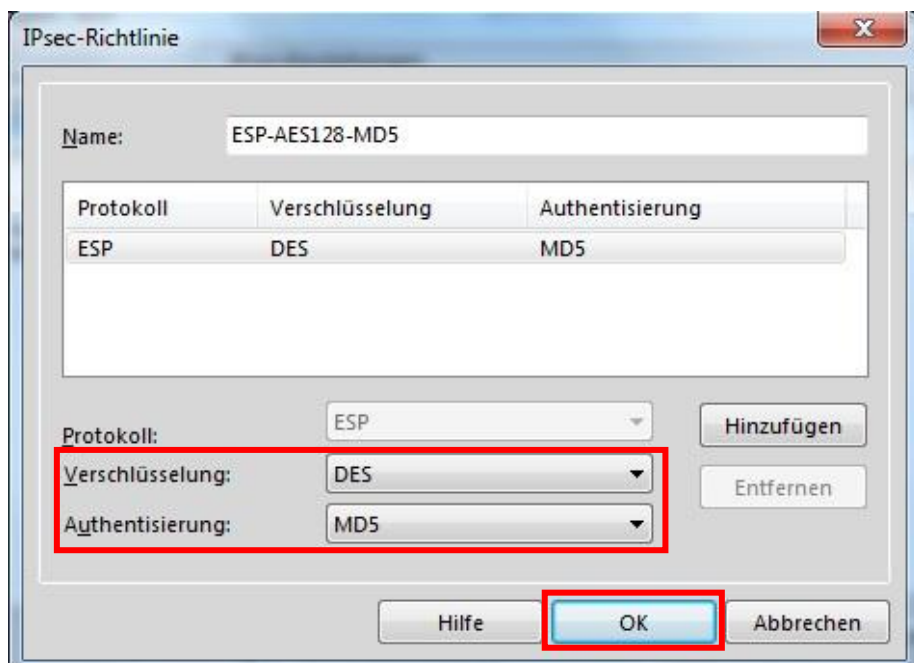 IPsec-Richtlinie
Name: ESP-AES128-MD5
Protokoll Verschlüsselung Authentisierung
ESP DES MD5
Protokoll: ESP Hinzufügen
Verschlüsselung: DES Entfernen
Authentisierung: MD5
Hilfe OK Abbrechen